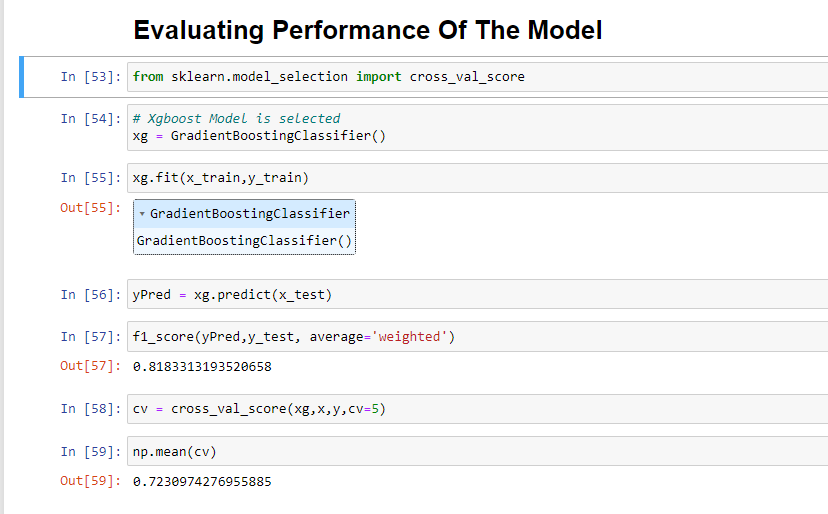 Evaluating Performance Of The Model
In [53]: from sklearn.model_selection import cross_val_score
In [54]: # Xgboost Model is selected
xg = GradientBoostingClassifier()
In [55]: xg.fit(x_train,y_train)
Out[55]: ▾ GradientBoostingClassifier
GradientBoostingClassifier()
In [56]: yPred = xg.predict(x_test)
In [57]: f1_score(yPred,y_test, average='weighted')
Out[57]: 0.8183313193520658
In [58]: cv = cross_val_score(xg,x,y,cv=5)
In [59]: np.mean(cv)
Out[59]: 0.7230974276955885